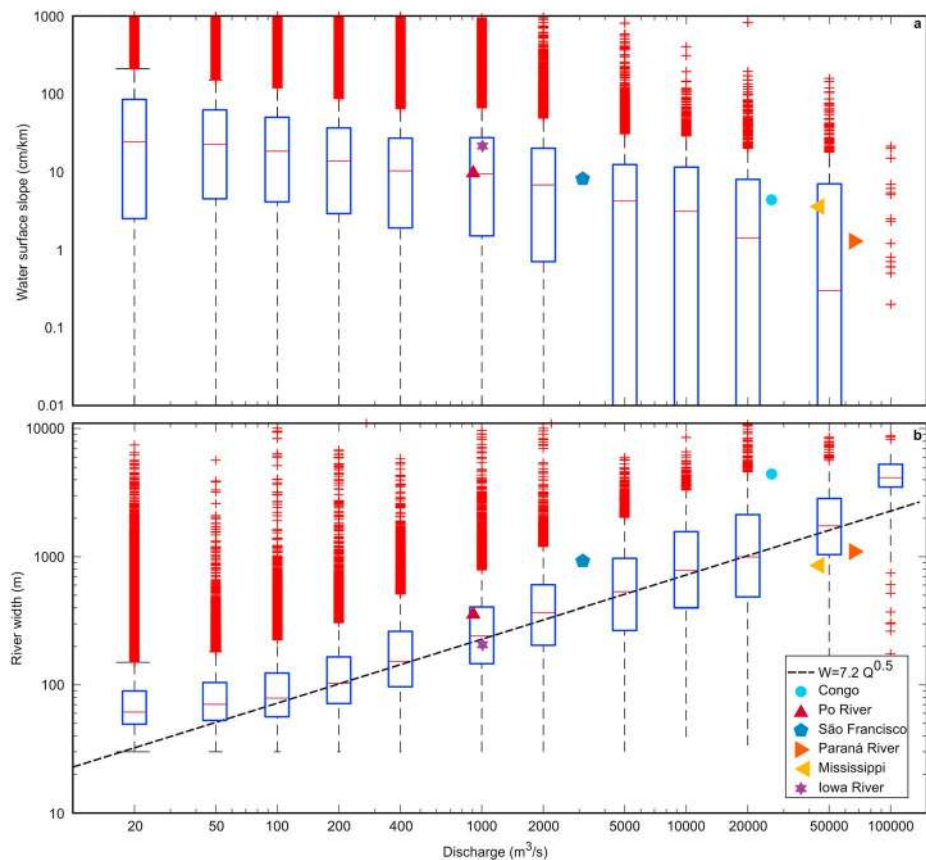 a
1000
100
10
1
0.1
0.01
Water surface slope (cm/km)
b
10000
1000
100
10
River width (m)
W=7.2 Q^0.5
Congo
Po River
São Francisco
Paraná River
Mississippi
Iowa River
20 50 100 200 400 1000 2000 5000 10000 20000 50000 100000
Discharge (m³/s)